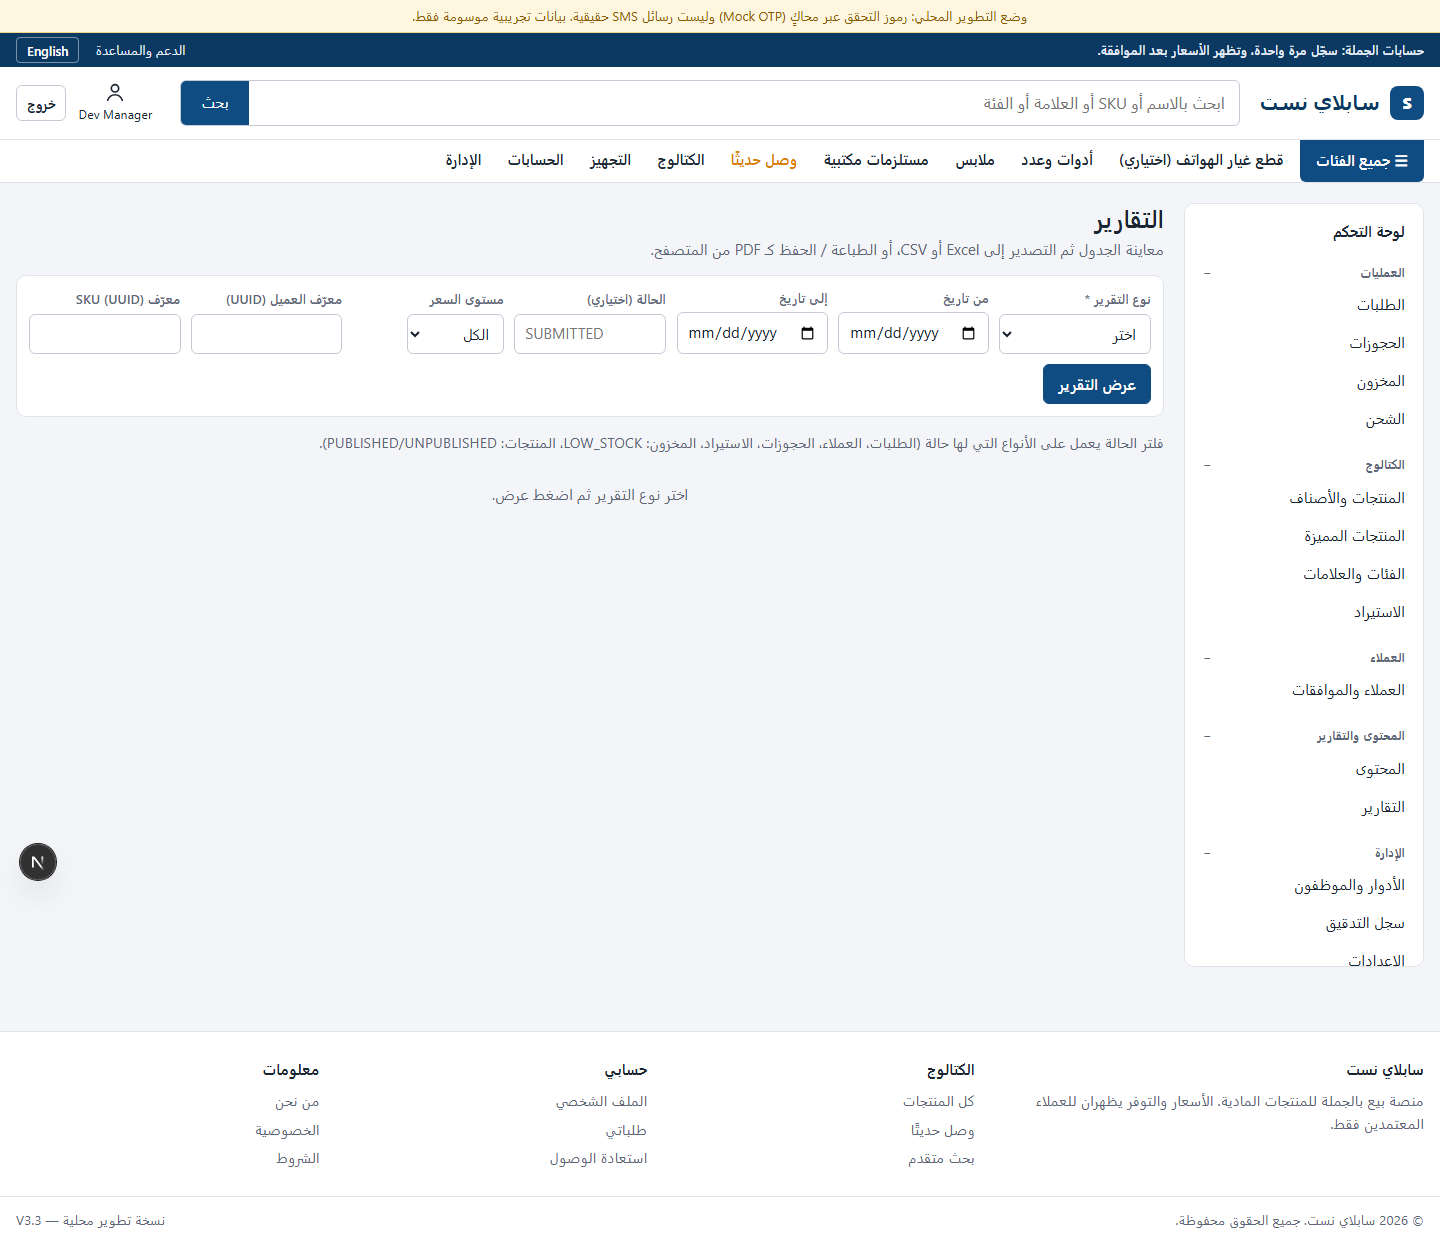 وضع التطوير المحلي: رموز التحقق عبر محاكٍ (Mock OTP) وليست رسائل SMS حقيقية. بيانات تجريبية موسومة فقط.
حسابات الجملة: سجّل مرة واحدة، وتظهر الأسعار بعد الموافقة.
الدعم والمساعدة
English
S
سابلاي نست
ابحث بالاسم أو SKU أو العلامة أو الفئة
بحث
Dev Manager
خروج
☰ جميع الفئات
قطع غيار الهواتف (اختياري)
أدوات وعدد
ملابس
مستلزمات مكتبية
وصل حديثًا
الكتالوج
التجهيز
الحسابات
الإدارة
لوحة التحكم
العمليات –
الطلبات
الحجوزات
المخزون
الشحن
الكتالوج –
المنتجات والأصناف
المنتجات المميزة
الفئات والعلامات
الاستيراد
العملاء –
العملاء والموافقات
المحتوى والتقارير –
المحتوى
التقارير
الإدارة –
الأدوار والموظفون
سجل التدقيق
الإعدادات
التقارير
معاينة الجدول ثم التصدير إلى Excel أو CSV، أو الطباعة / الحفظ كـ PDF من المتصفح.
نوع التقرير *
اختر
من تاريخ
mm/dd/yyyy
إلى تاريخ
mm/dd/yyyy
الحالة (اختياري)
SUBMITTED
مستوى السعر
الكل
معرّف العميل (UUID)
معرّف SKU (UUID)
عرض التقرير
فلتر الحالة يعمل على الأنواع التي لها حالة (الطلبات، العملاء، الحجوزات، الاستيراد، المخزون: LOW_STOCK، المنتجات: PUBLISHED/UNPUBLISHED).
اختر نوع التقرير ثم اضغط عرض.
N
سابلاي نست
منصة بيع بالجملة للمنتجات المادية. الأسعار والتوفر يظهران للعملاء
المعتمدين فقط.
الكتالوج
كل المنتجات
وصل حديثًا
بحث متقدم
حسابي
الملف الشخصي
طلباتي
استعادة الوصول
معلومات
من نحن
الخصوصية
الشروط
© 2026 سابلاي نست. جميع الحقوق محفوظة.
نسخة تطوير محلية — V3.3